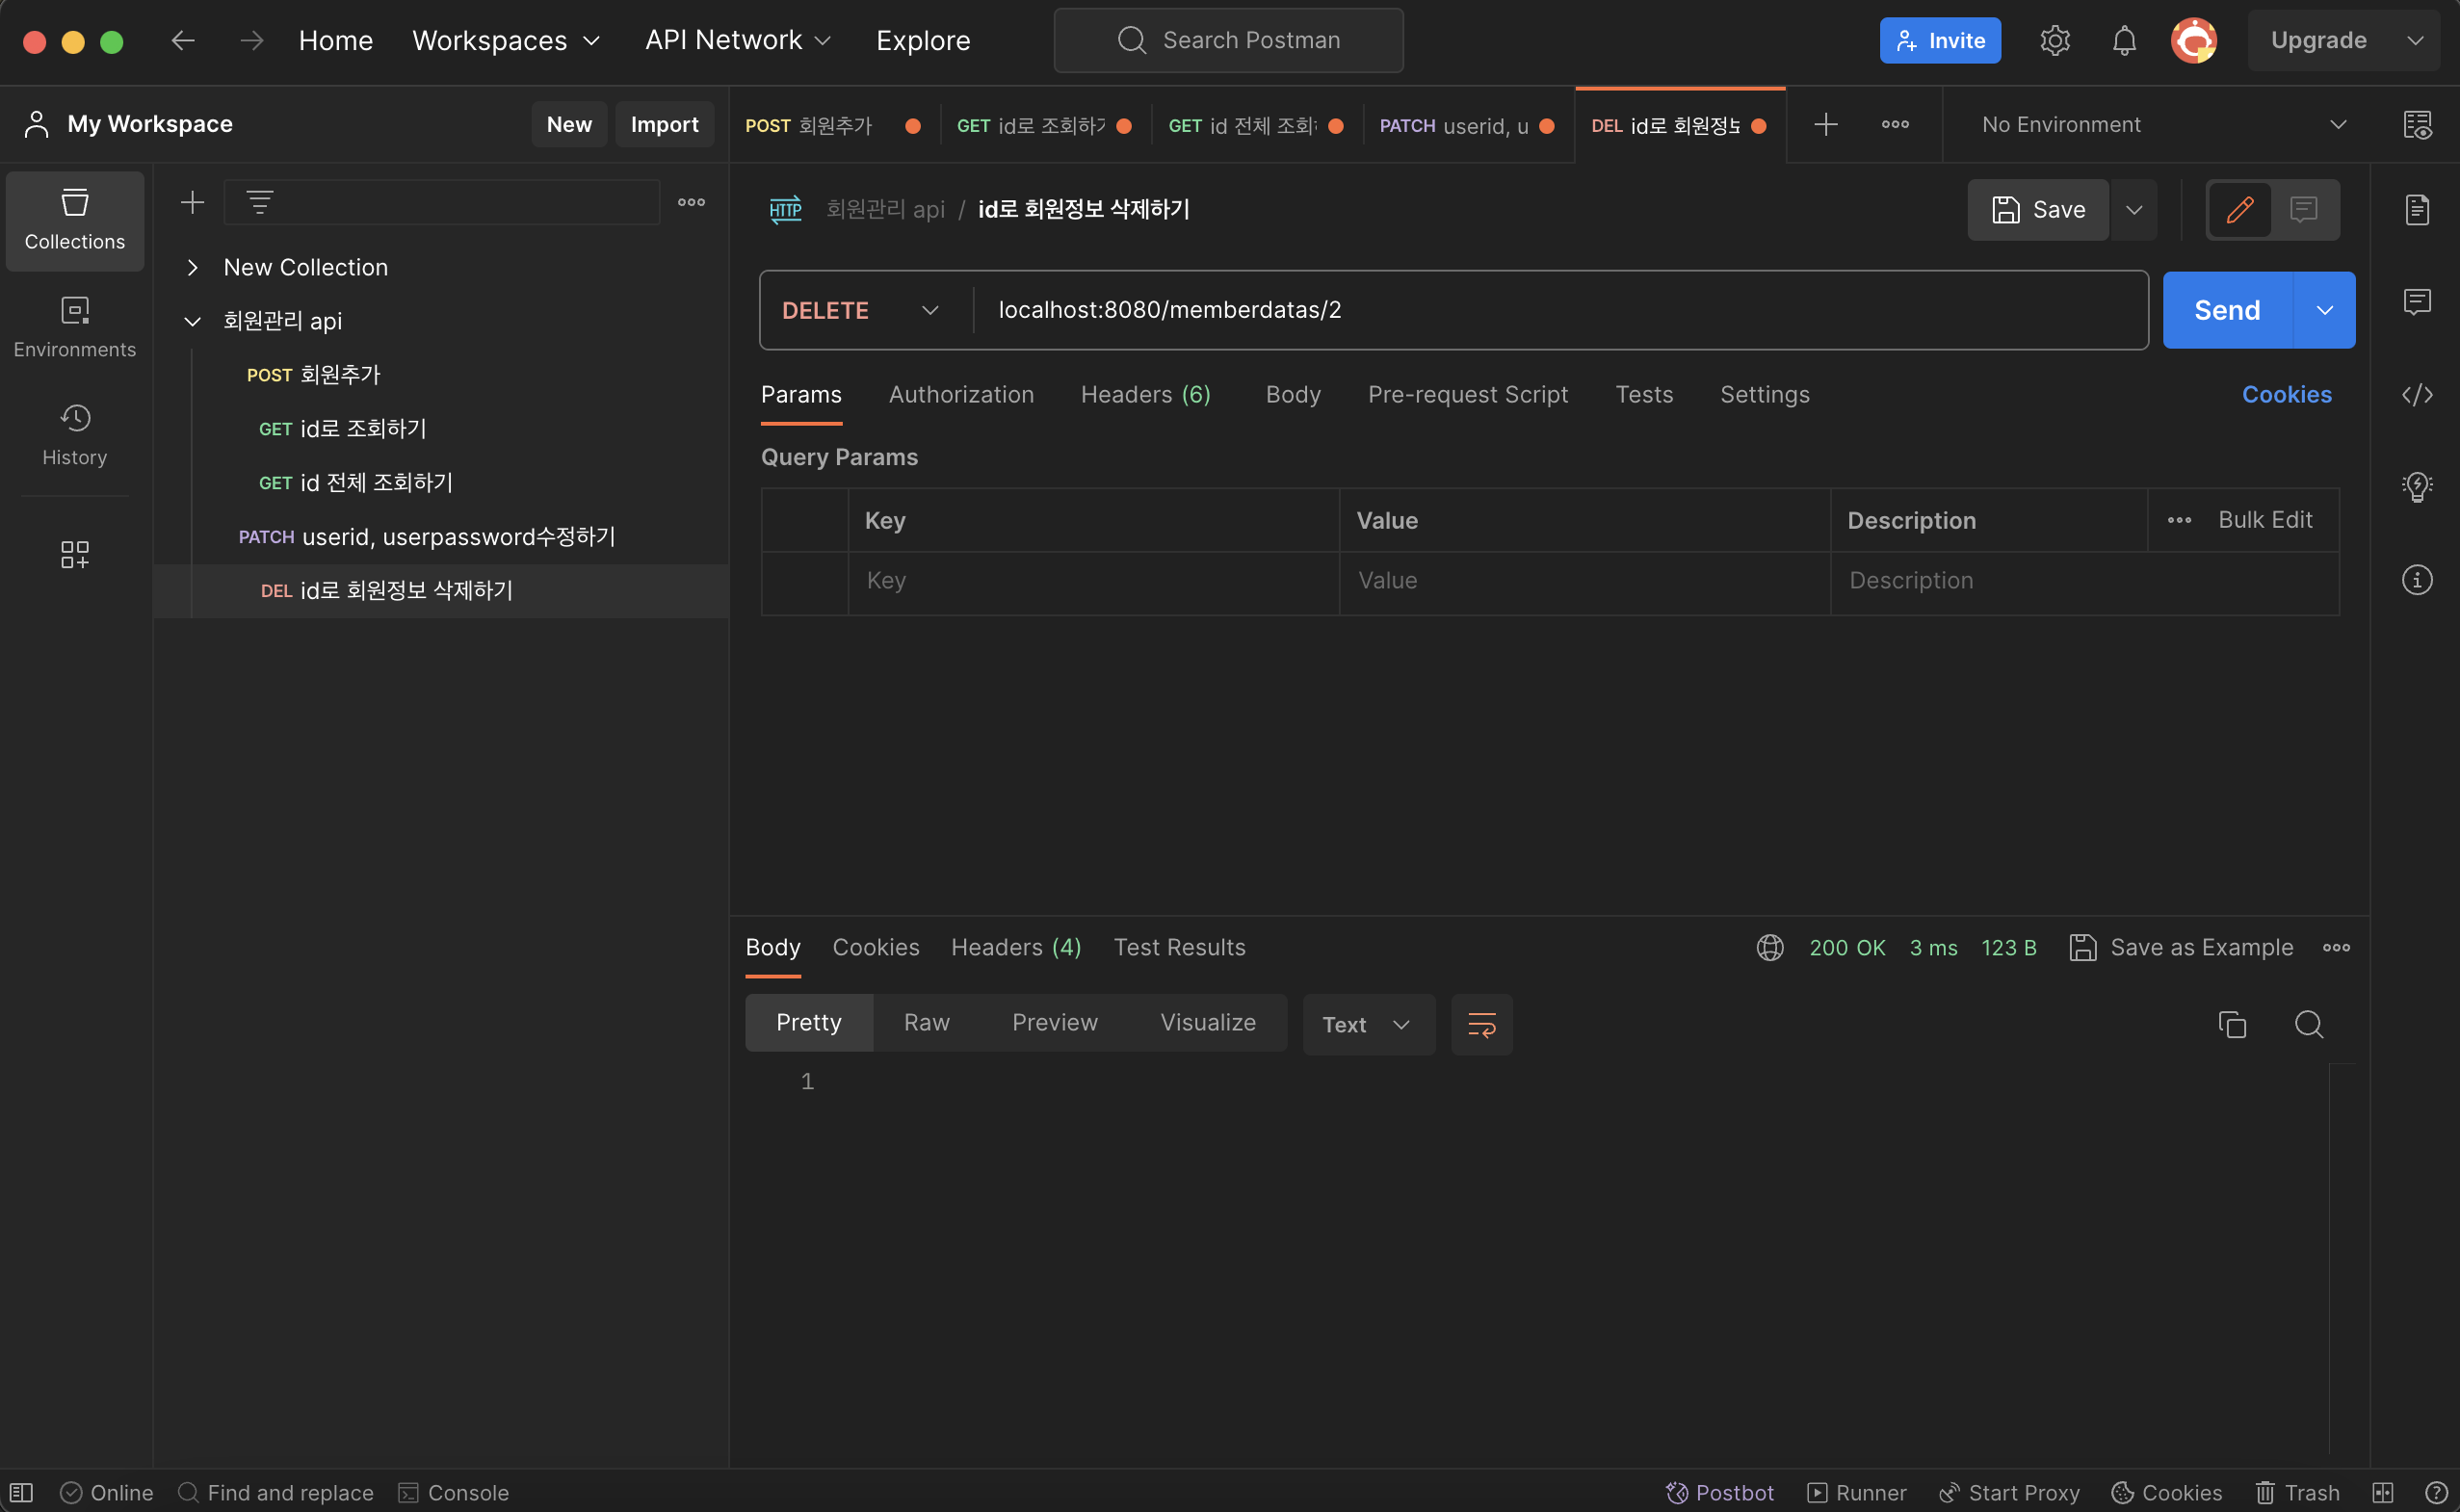 Home Workspaces API Network Explore Search Postman Invite Upgrade
My Workspace New Import
POST 회원추가 GET id로 조회하기 GET id 전체 조회 PATCH userid, u DEL id로 회원정보 No Environment
Collections
Environments
History
New Collection
회원관리 api
POST 회원추가
GET id로 조회하기
GET id 전체 조회하기
PATCH userid, userpassword수정하기
DEL id로 회원정보 삭제하기
HTTP 회원관리 api / id로 회원정보 삭제하기 Save
DELETE localhost:8080/memberdatas/2 Send
Params Authorization Headers (6) Body Pre-request Script Tests Settings Cookies
Query Params
Key Value Description Bulk Edit
Key Value Description
Body Cookies Headers (4) Test Results 200 OK 3 ms 123 B Save as Example
Pretty Raw Preview Visualize Text
1
Online Find and replace Console Postbot Runner Start Proxy Cookies Trash